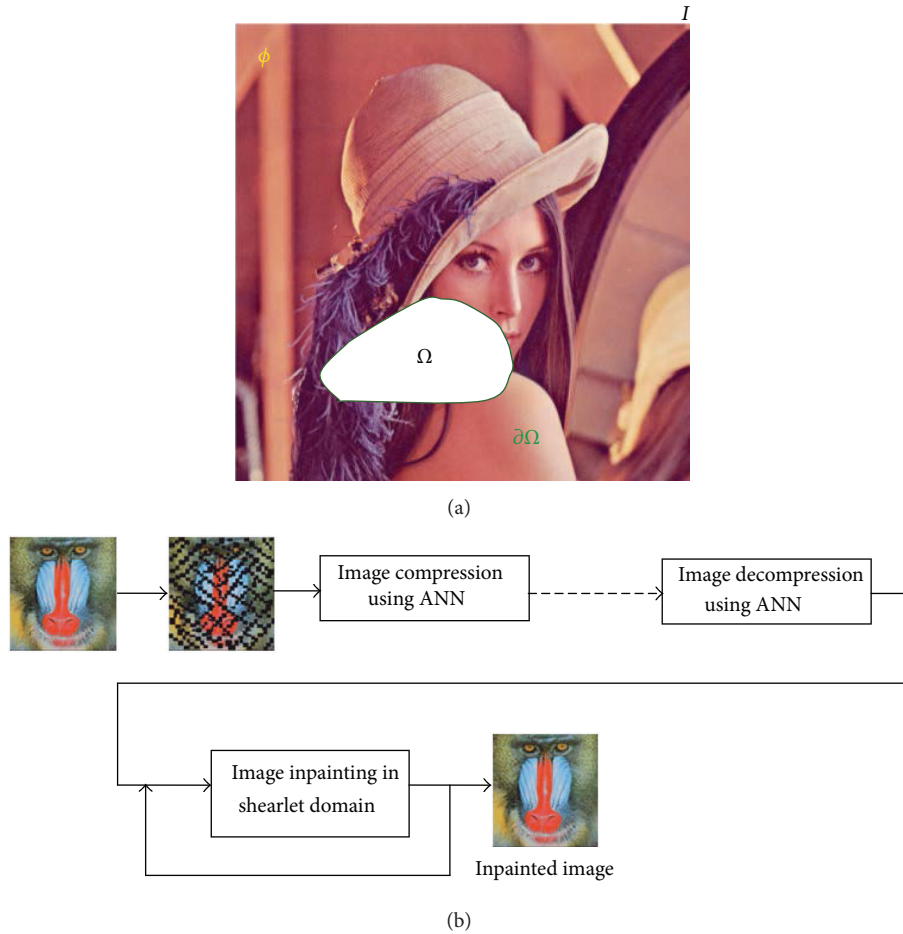 I
ϕ
Ω
∂Ω
(a)
Image compression
using ANN
Image decompression
using ANN
Image inpainting in
shearlet domain
Inpainted image
(b)